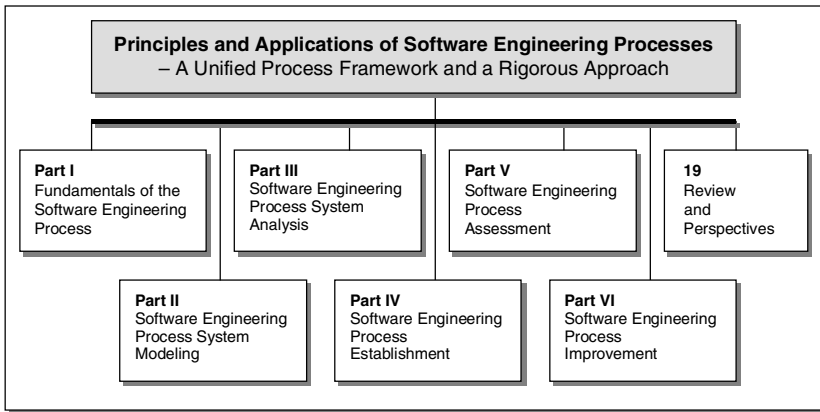 Principles and Applications of Software Engineering Processes
– A Unified Process Framework and a Rigorous Approach
Part I
Fundamentals of the
Software Engineering
Process
Part II
Software Engineering
Process System
Modeling
Part III
Software Engineering
Process System
Analysis
Part IV
Software Engineering
Process
Establishment
Part V
Software Engineering
Process
Assessment
Part VI
Software Engineering
Process
Improvement
19
Review
and
Perspectives